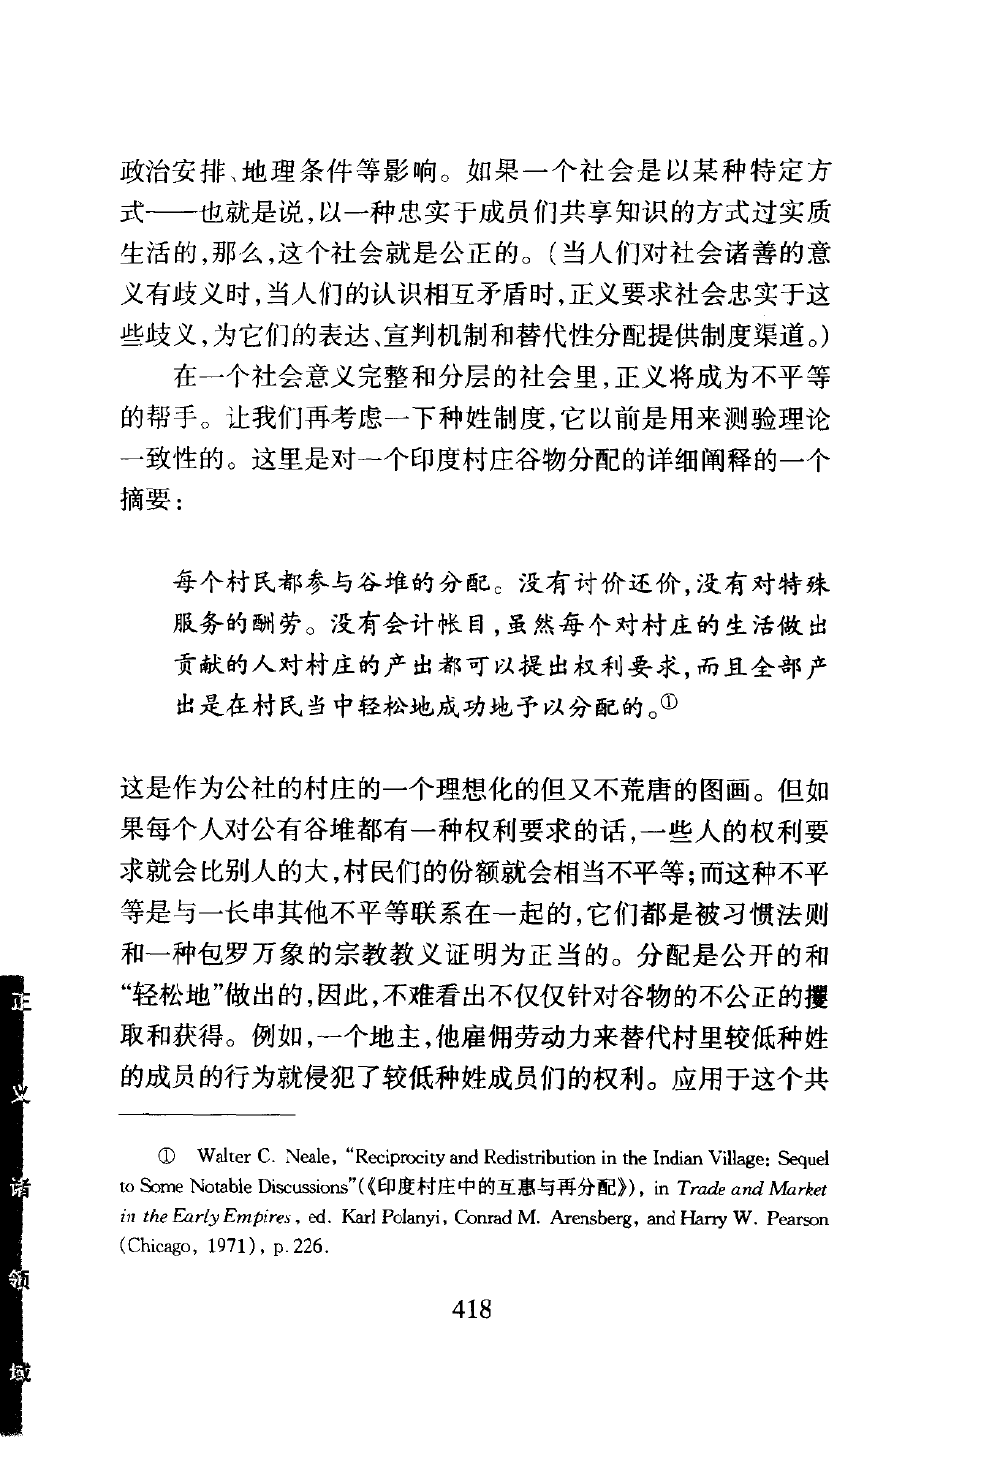 政治安排、地理条件等影响。如果一个社会是以某种特定方
式——也就是说,以一种忠实于成员们共享知识的方式过实质
生活的,那么,这个社会就是公正的。(当人们对社会诸善的意
义有歧义时,当人们的认识相互矛盾时,正义要求社会忠实于这
些歧义,为它们的表达、宣判机制和替代性分配提供制度渠道。)
在一个社会意义完整和分层的社会里,正义将成为不平等
的帮手。让我们再考虑一下种姓制度,它以前是用来测验理论
一致性的。这里是对一个印度村庄谷物分配的详细阐释的一个
摘要:
每个村民都参与谷堆的分配。没有讨价还价,没有对特殊
服务的酬劳。没有会计帐目,虽然每个对村庄的生活做出
贡献的人对村庄的产出都可以提出权利要求,而且全部产
出是在村民当中轻松地成功地予以分配的。①
这是作为公社的村庄的一个理想化的但又不荒唐的图画。但如
果每个人对公有谷堆都有一种权利要求的话,一些人的权利要
求就会比别人的大,村民们的份额就会相当不平等;而这种不平
等是与一长串其他不平等联系在一起的,它们都是被习惯法则
和一种包罗万象的宗教教义证明为正当的。分配是公开的和
“轻松地”做出的,因此,不难看出不仅仅针对谷物的不公正的攫
取和获得。例如,一个地主,他雇佣劳动力来替代村里较低种姓
的成员的行为就侵犯了较低种姓成员们的权利。应用于这个共
① Walter C. Neale, “Reciprocity and Redistribution in the Indian Village: Sequel
to Some Notable Discussions”(《印度村庄中的互惠与再分配》), in Trade and Market
in the Early Empires, ed. Karl Polanyi, Conrad M. Arensberg, and Harry W. Pearson
(Chicago, 1971), p.226.
418
正
义
诸
领
域